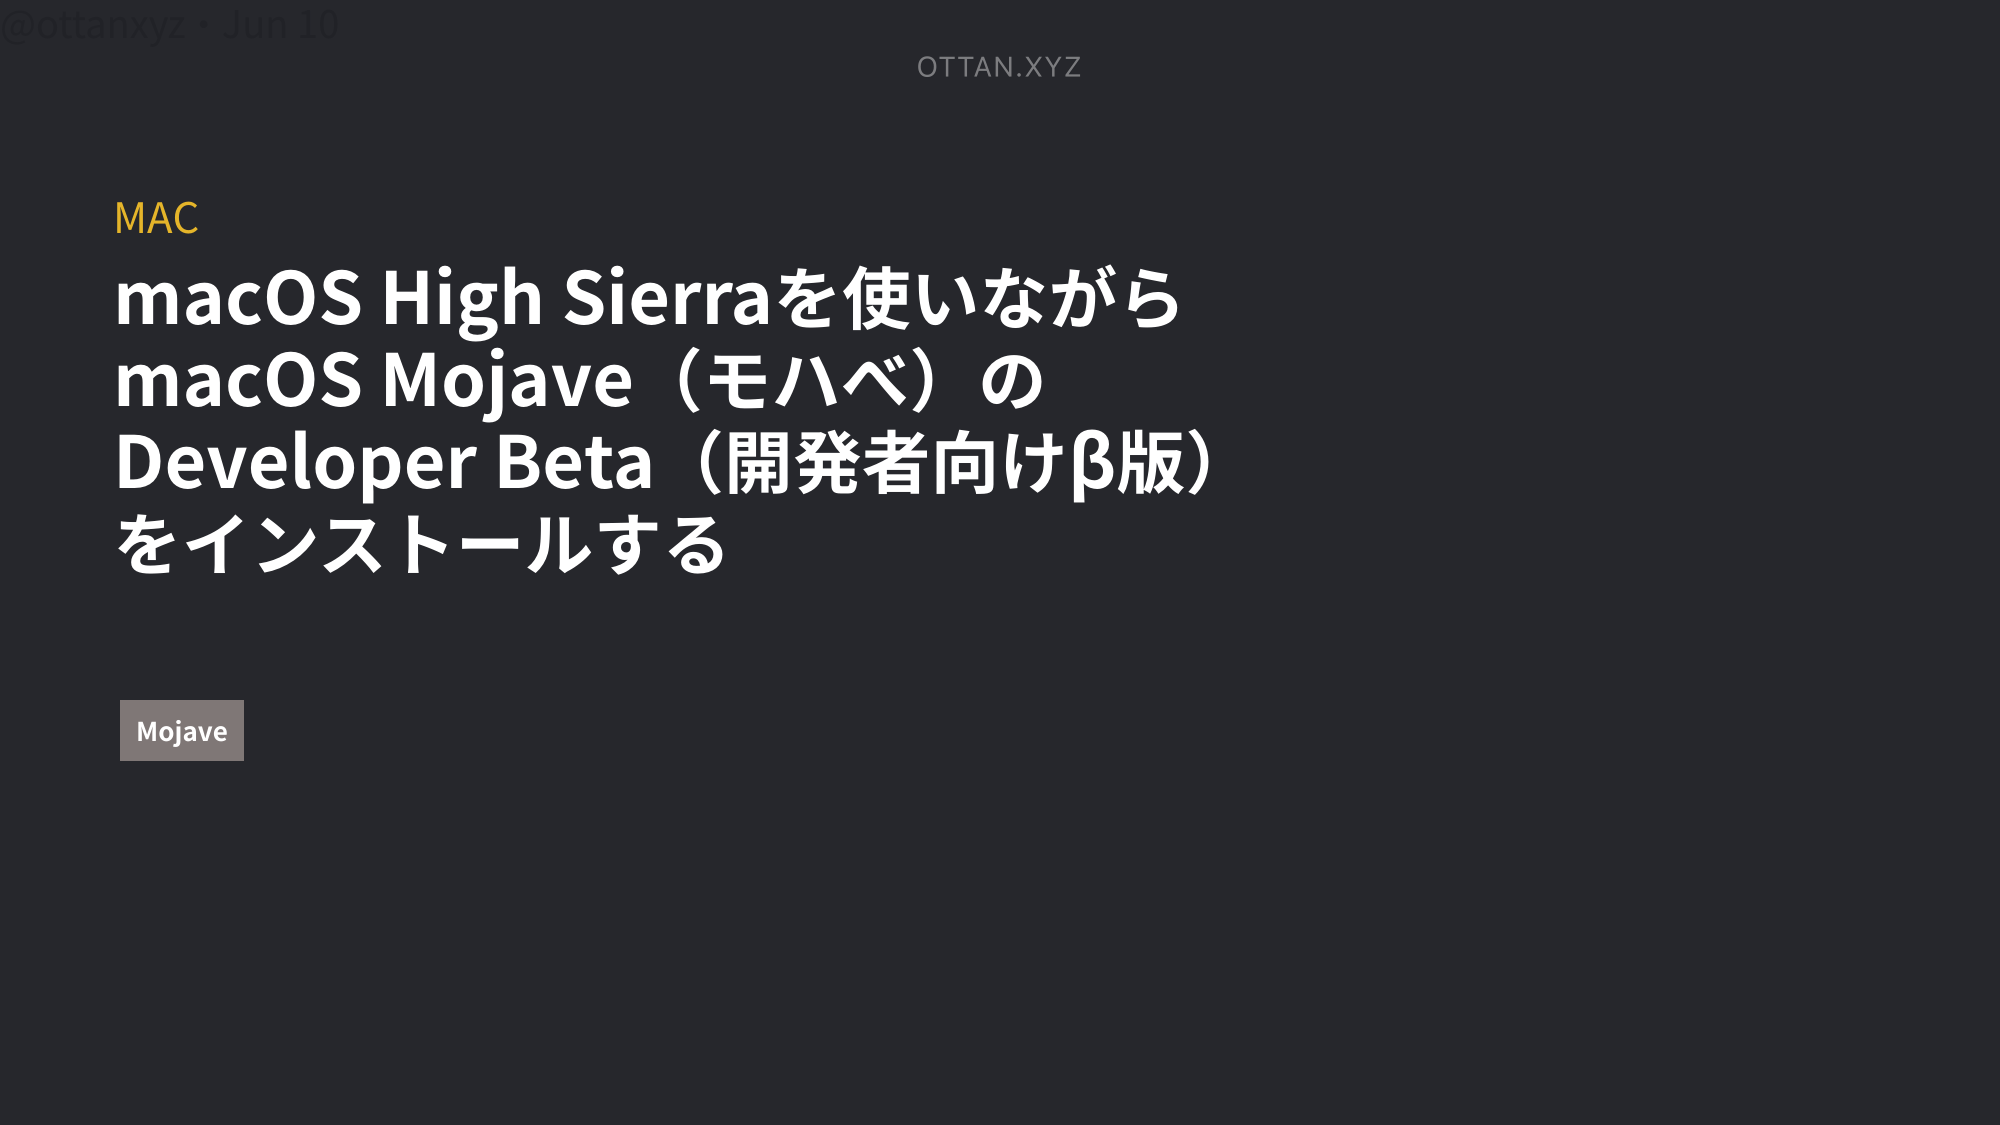 @ottanxyz・Jun 10
OTTAN.XYZ
MAC
macOS High Sierraを使いながら
macOS Mojave（モハベ）の
Developer Beta（開発者向けβ版）
をインストールする
Mojave